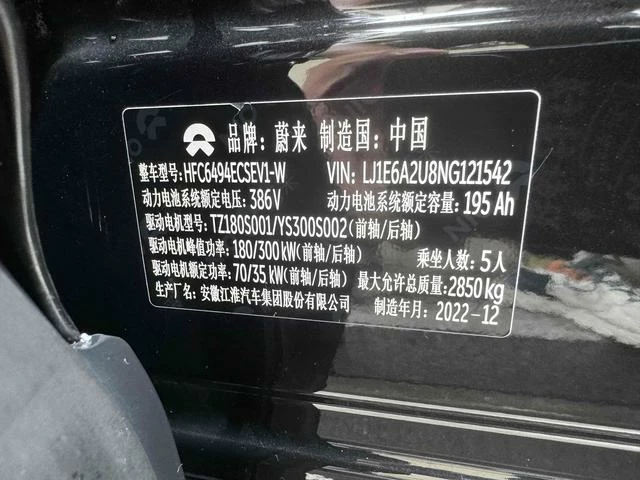 品牌: 蔚来 制造国: 中国
整车型号: HFC6494ECSEV1-W VIN: LJ1E6A2U8NG121542
动力电池系统额定电压: 386V 动力电池系统额定容量: 195 Ah
驱动电机型号: TZ180S001/YS300S002(前轴/后轴)
驱动电机峰值功率: 180/300 kW(前轴/后轴) 乘坐人数: 5人
驱动电机额定功率: 70/35 kW(前轴/后轴) 最大允许总质量: 2850 kg
生产厂名: 安徽江淮汽车集团股份有限公司 制造年月: 2022-12